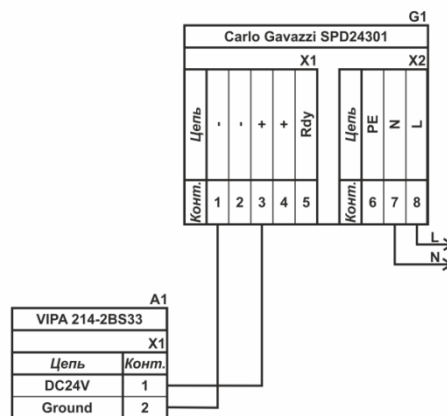 G1
Carlo Gavazzi SPD24301
X1 X2
Цепь - - + + Rdy Цепь PE N L
Конт. 1 2 3 4 5 Конт. 6 7 8
L
N
A1
VIPA 214-2BS33
X1
Цепь Конт.
DC24V 1
Ground 2